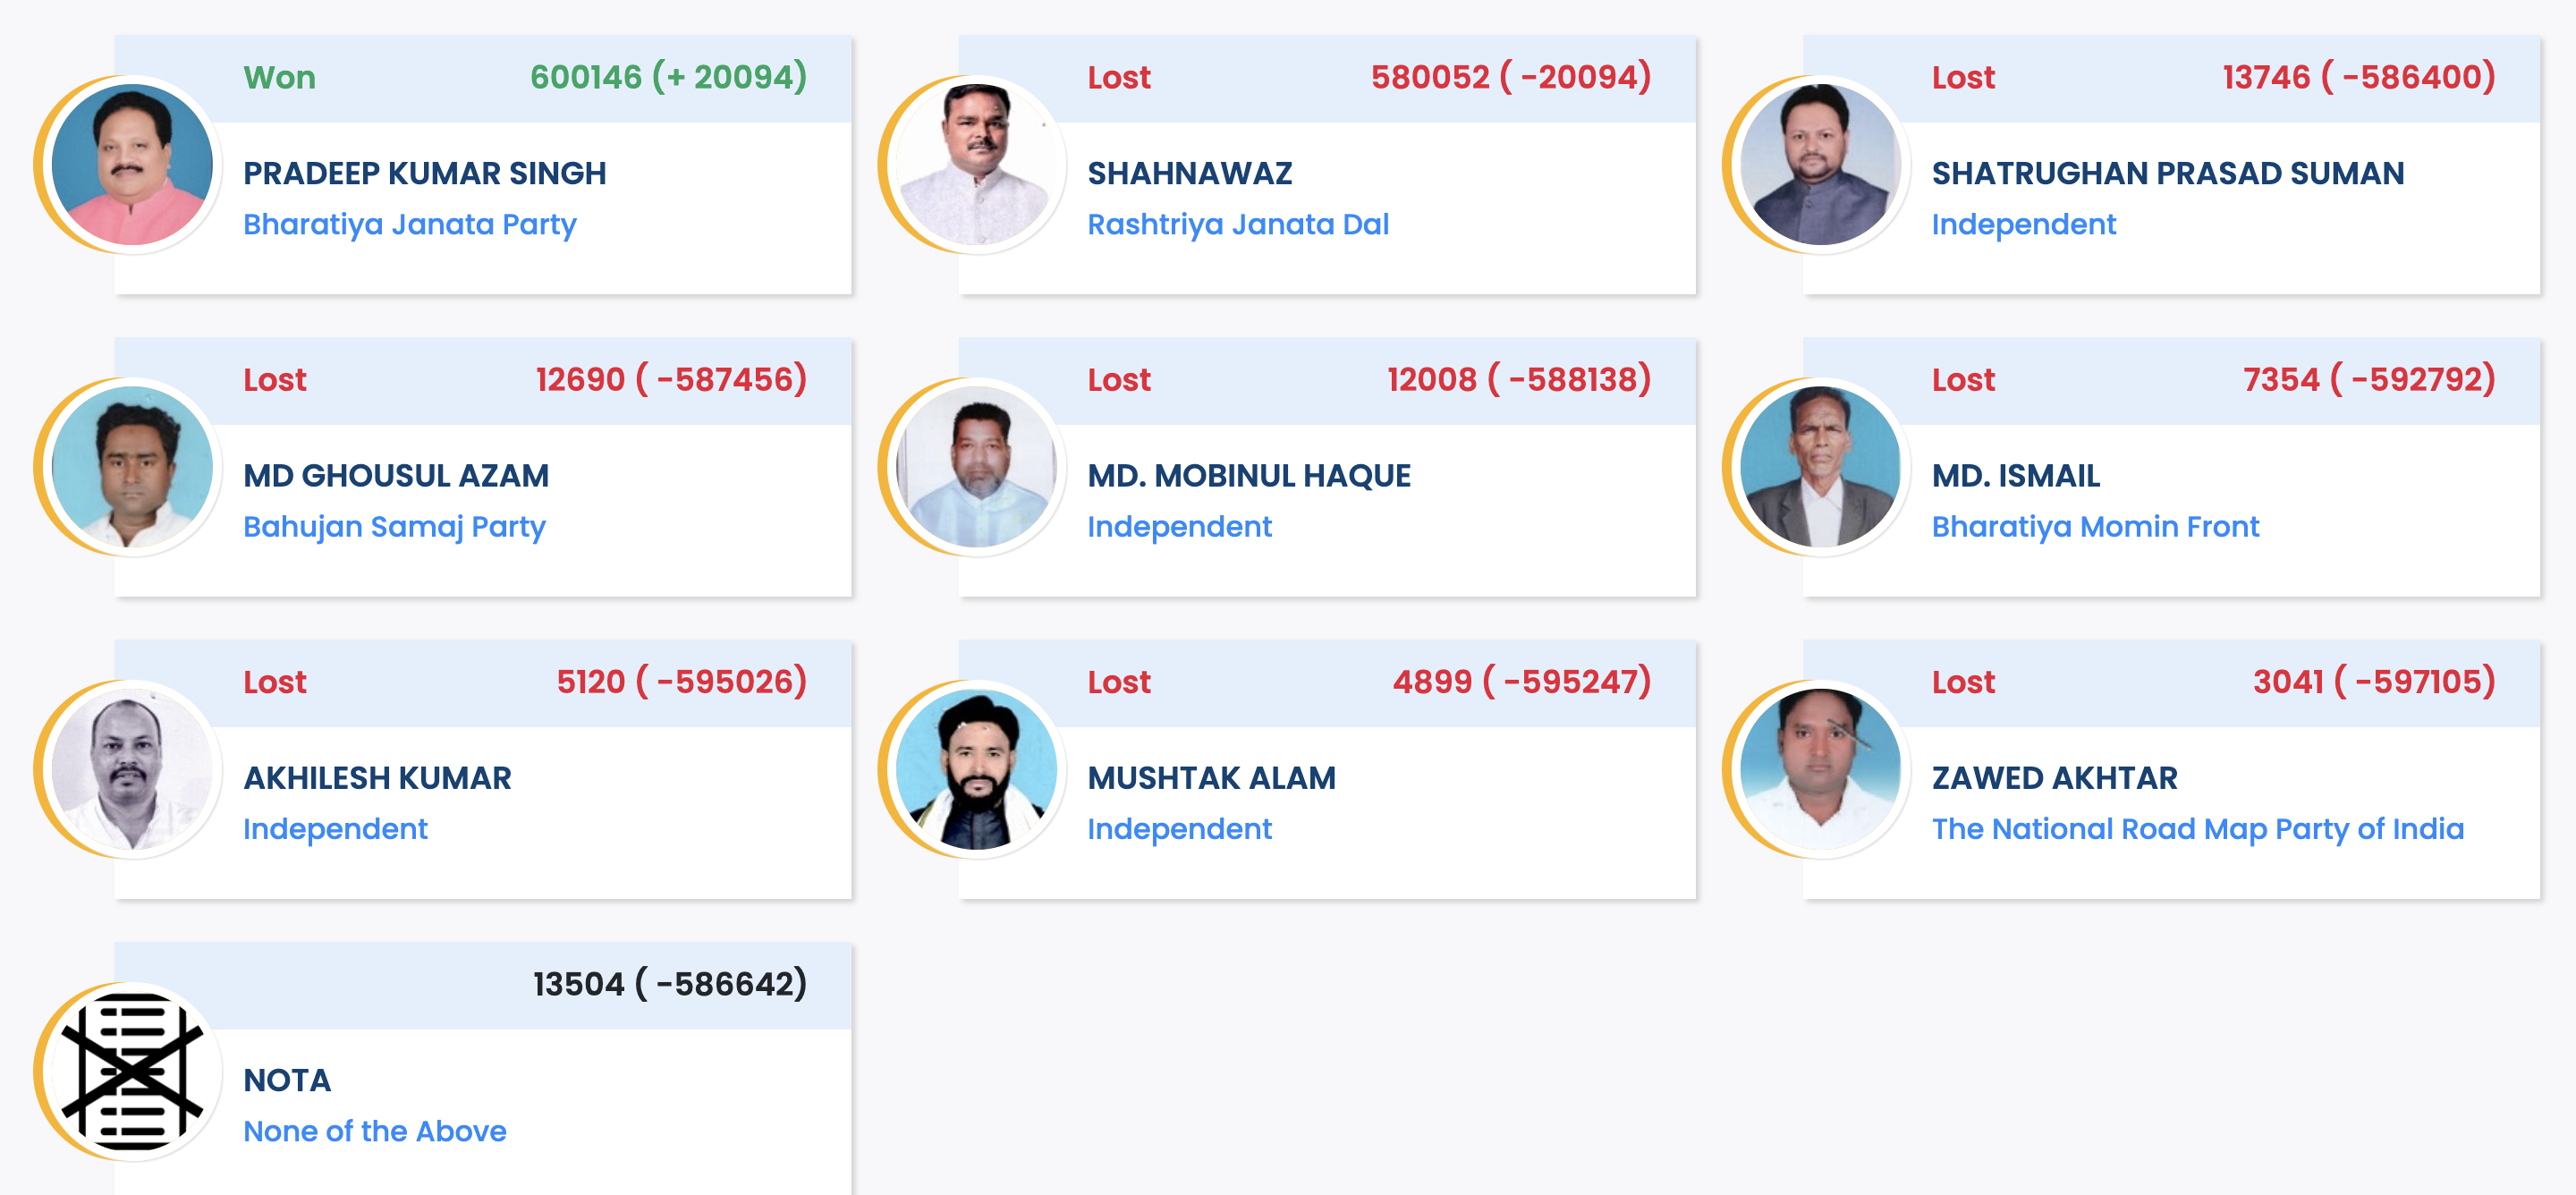 Won 600146 (+ 20094)
PRADEEP KUMAR SINGH
Bharatiya Janata Party
Lost 580052 ( -20094)
SHAHNAWAZ
Rashtriya Janata Dal
Lost 13746 ( -586400)
SHATRUGHAN PRASAD SUMAN
Independent
Lost 12690 ( -587456)
MD GHOUSUL AZAM
Bahujan Samaj Party
Lost 12008 ( -588138)
MD. MOBINUL HAQUE
Independent
Lost 7354 ( -592792)
MD. ISMAIL
Bharatiya Momin Front
Lost 5120 ( -595026)
AKHILESH KUMAR
Independent
Lost 4899 ( -595247)
MUSHTAK ALAM
Independent
Lost 3041 ( -597105)
ZAWED AKHTAR
The National Road Map Party of India
13504 ( -586642)
NOTA
None of the Above